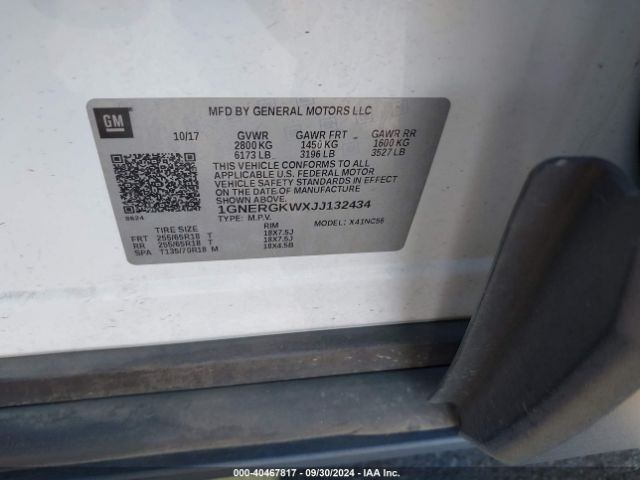 GM
MFD BY GENERAL MOTORS LLC
10/17 GVWR GAWR FRT GAWR RR
2800 KG 1450 KG 1600 KG
6173 LB 3196 LB 3527 LB
THIS VEHICLE CONFORMS TO ALL
APPLICABLE U.S. FEDERAL MOTOR
VEHICLE SAFETY STANDARDS IN EFFECT
ON THE DATE OF MANUFACTURE
SHOWN ABOVE.
9624 1GNERGKWXJJ132434
TYPE: M.P.V. MODEL: X41NC56
TIRE SIZE RIM
FRT 255/65R18 T 18X7.5J
RR 255/65R18 T 18X7.5J
SPA T135/70R18 M 18X4.5B
000-40467817 - 09/30/2024 - IAA Inc.